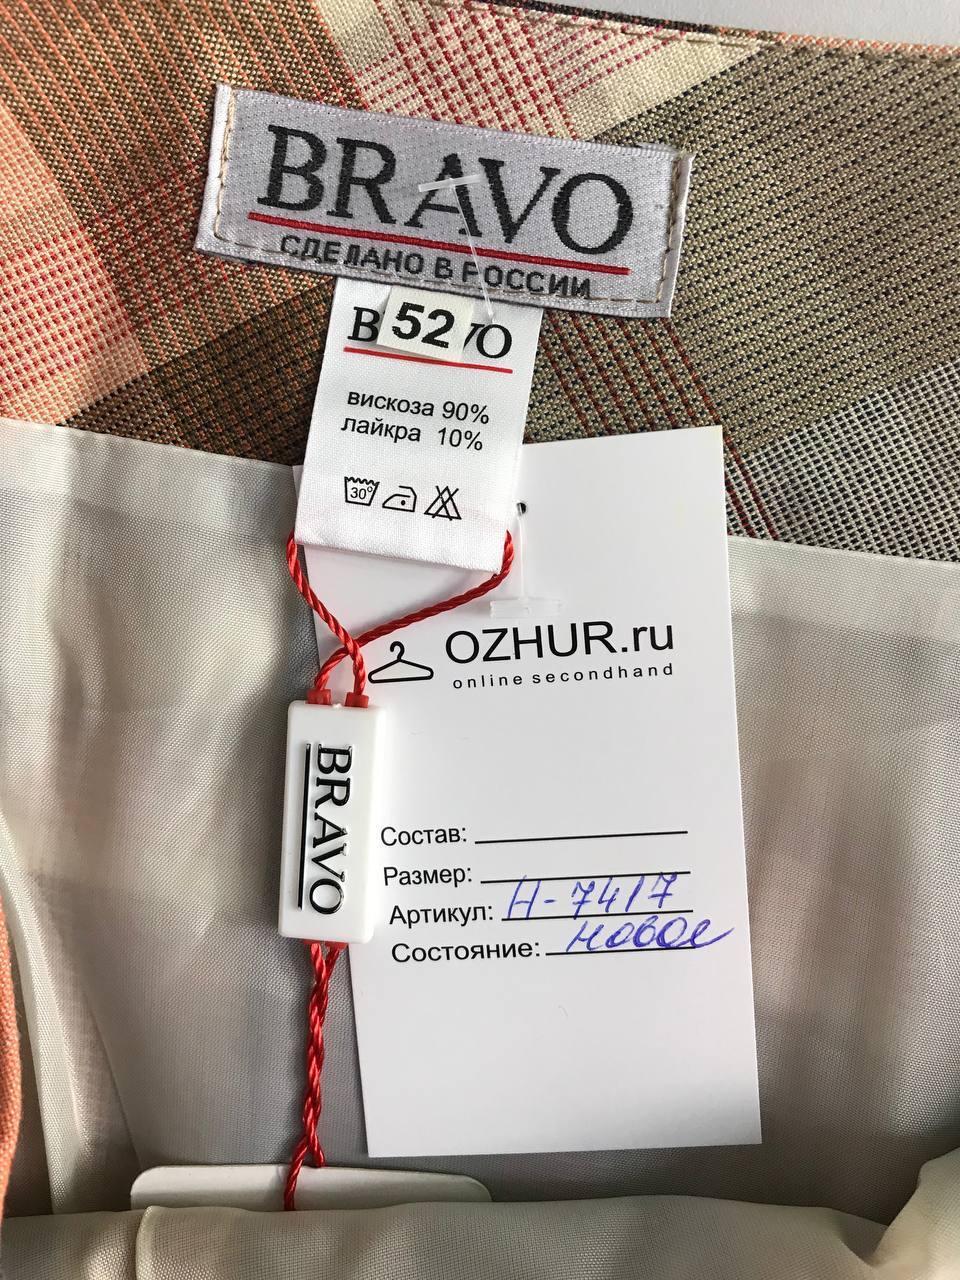 BRAVO
СДЕЛАНО В РОССИИ
52
вискоза 90%
лайкра 10%
30°
OZHUR.ru
online secondhand
BRAVO
Состав:
Размер:
Артикул: Н-7417
Состояние: новое